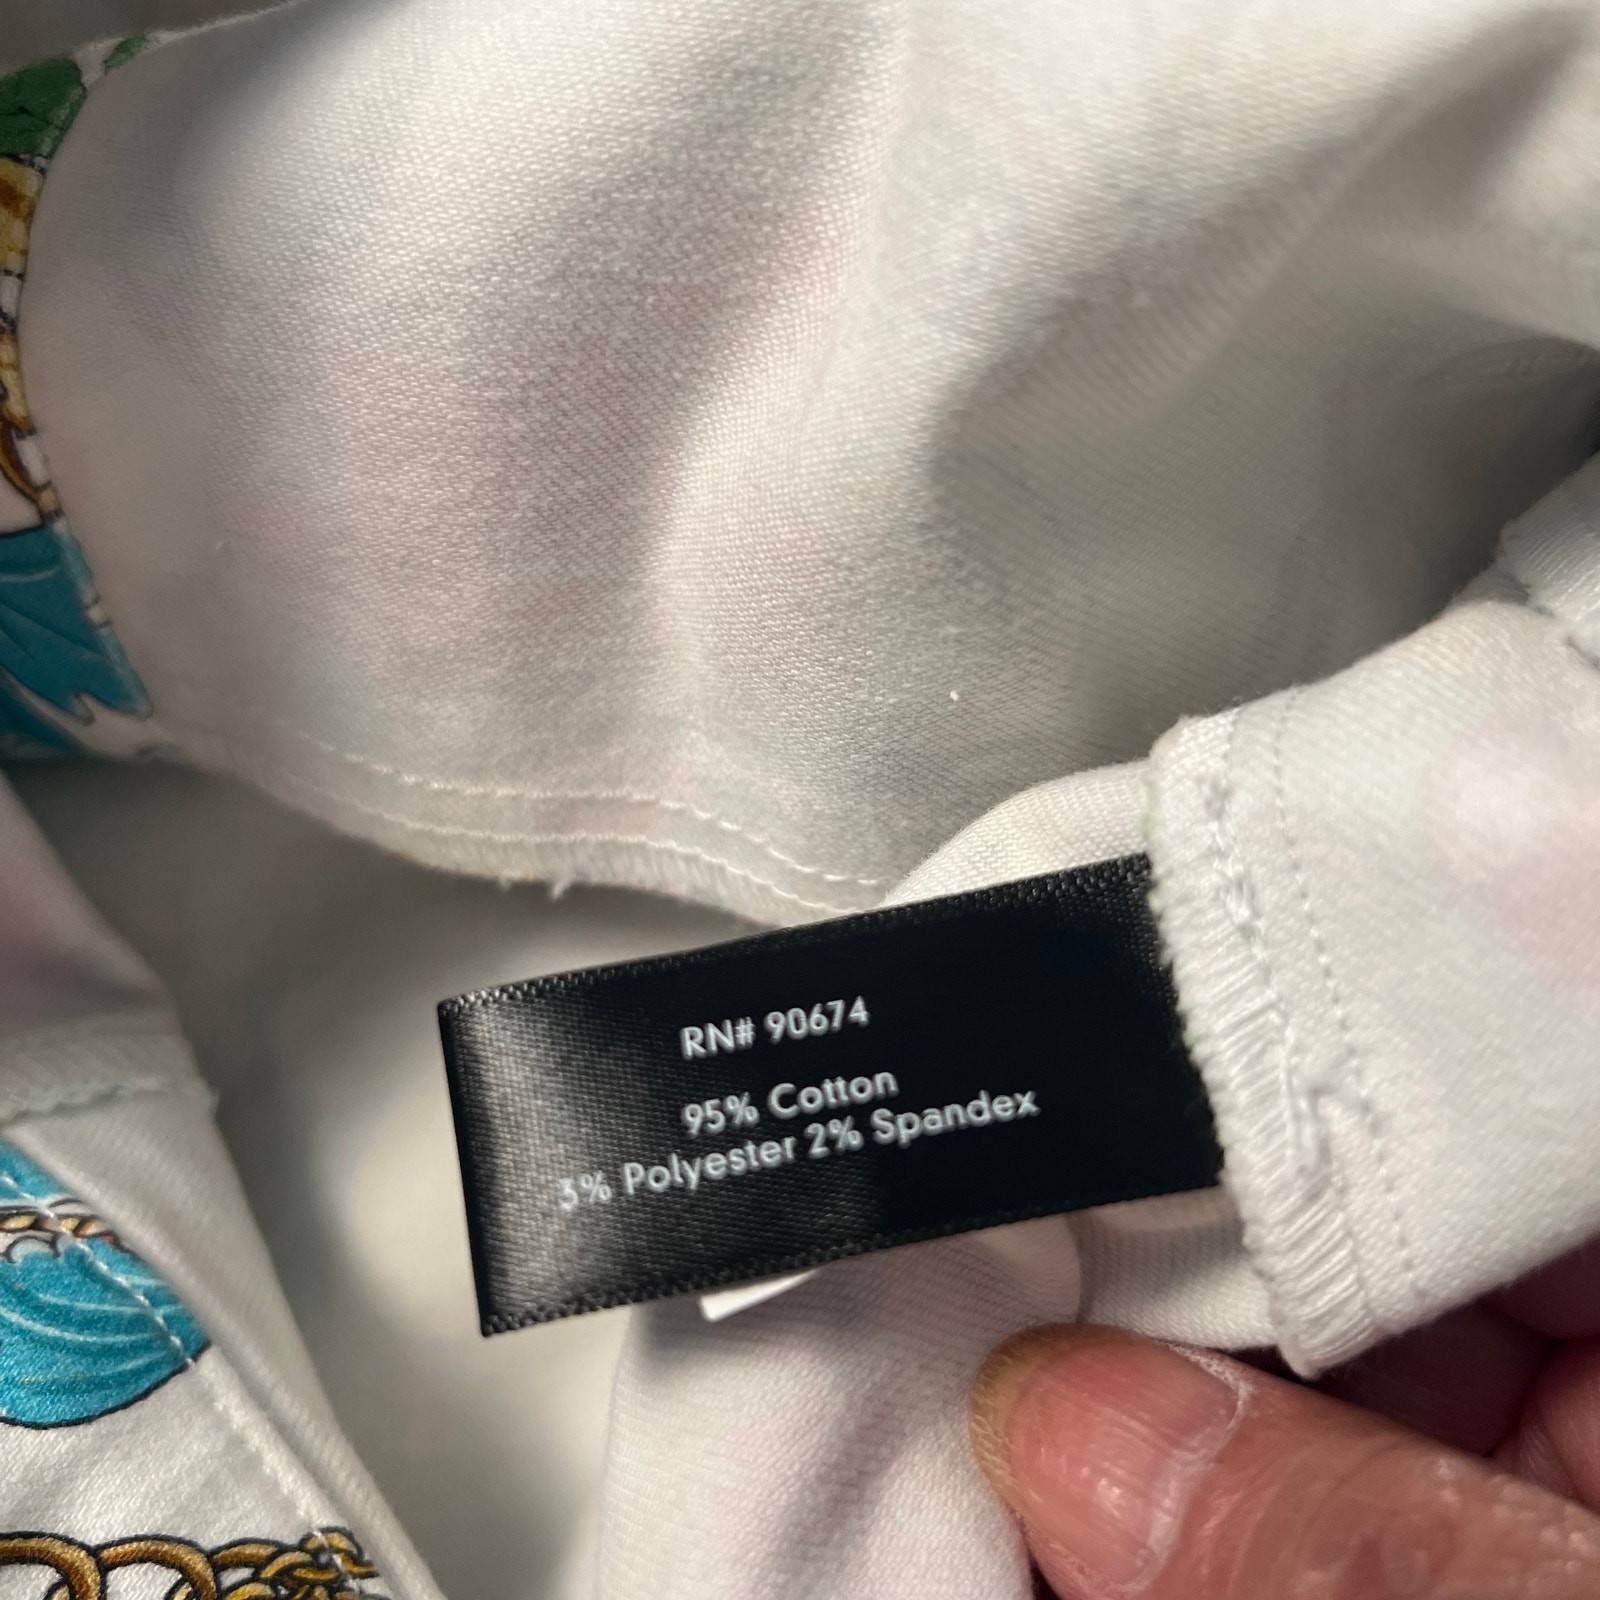 RN# 90674
95% Cotton
3% Polyester 2% Spandex